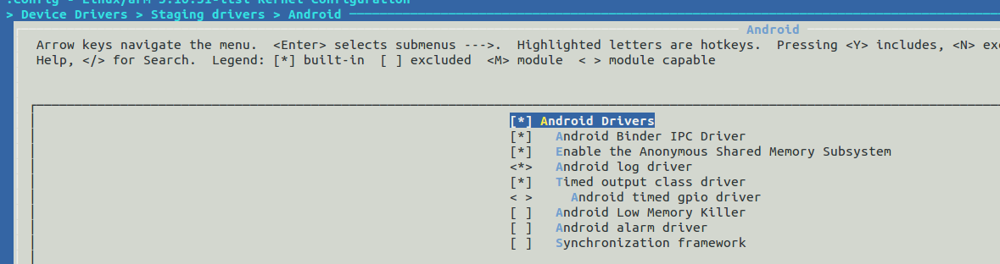 .config - Linux/arm 3.10.31-ltsi Kernel Configuration
> Device Drivers > Staging drivers > Android
Android
Arrow keys navigate the menu. <Enter> selects submenus --->. Highlighted letters are hotkeys. Pressing <Y> includes, <N> exc
Help, </> for Search. Legend: [*] built-in [ ] excluded <M> module < > module capable
[*] Android Drivers
[*] Android Binder IPC Driver
[*] Enable the Anonymous Shared Memory Subsystem
<*> Android log driver
[*] Timed output class driver
< > Android timed gpio driver
[ ] Android Low Memory Killer
[ ] Android alarm driver
[ ] Synchronization framework